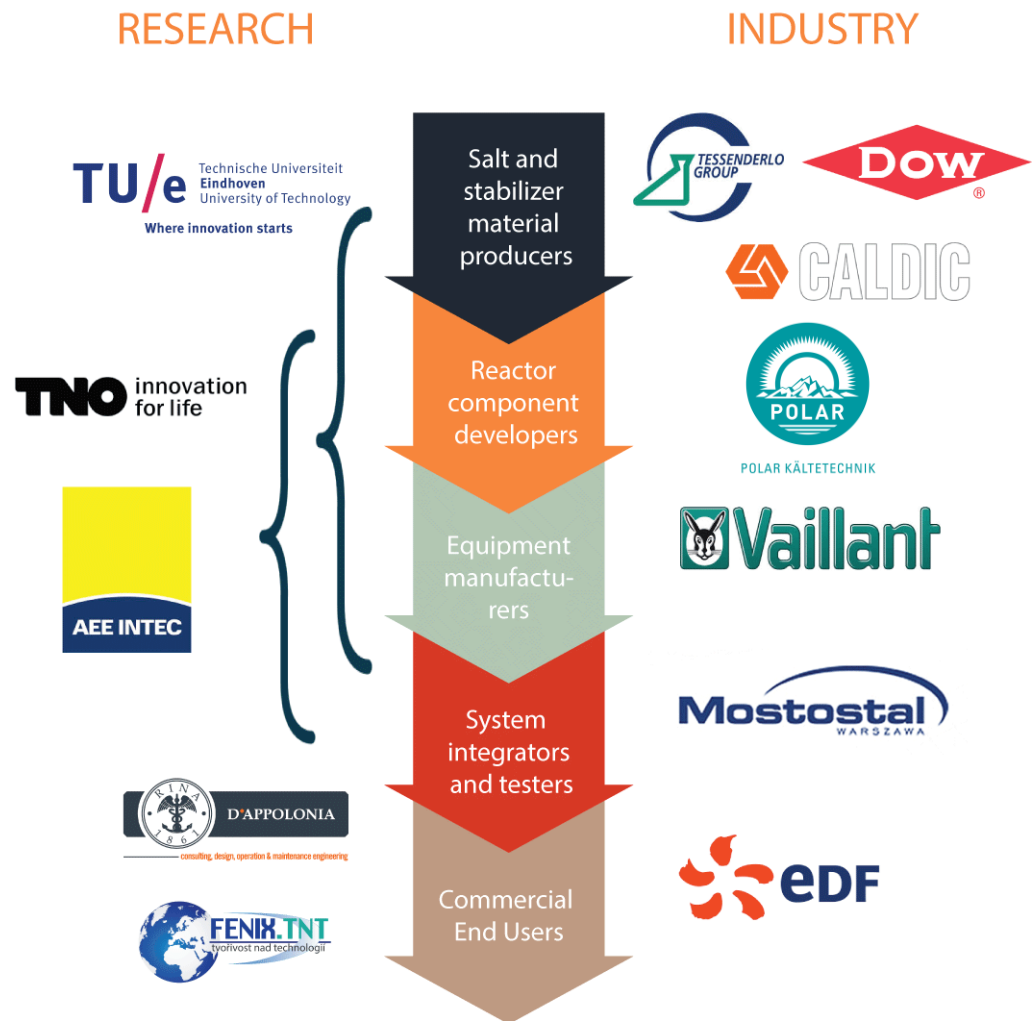 RESEARCH
INDUSTRY
TU/e
Technische Universiteit
Eindhoven
University of Technology
Where innovation starts
Salt and
stabilizer
material
producers
TESSENDERLO
GROUP
DOW
®
CALDIC
TNO innovation
for life
Reactor
component
developers
POLAR
POLAR KÄLTETECHNIK
AEE INTEC
Equipment
manufactu-
rers
Vaillant
System
integrators
and testers
Mostostal
WARSZAWA
RINA
1861
D'APPOLONIA
consulting, design, operation & maintenance engineering
Commercial
End Users
eDF
FENIX.TNT
tvořivost nad technologií